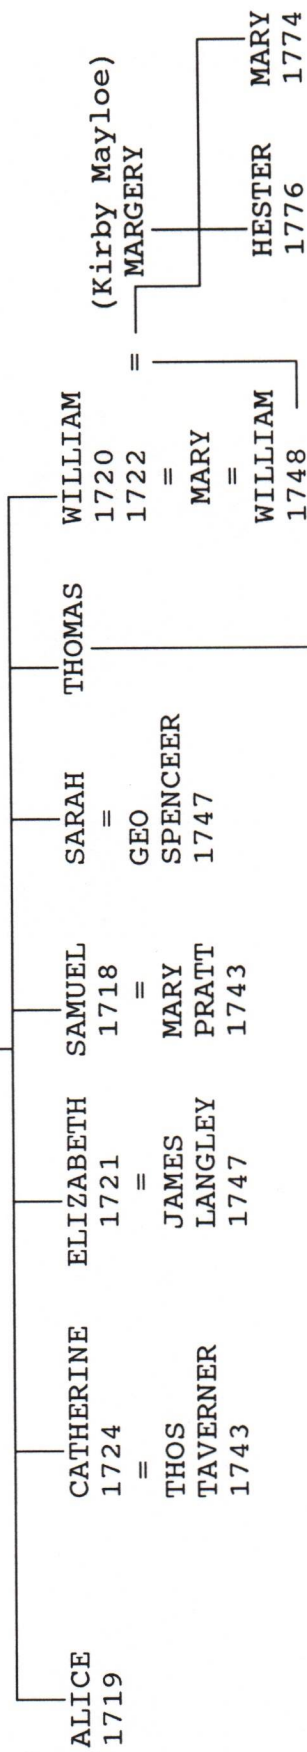 ALICE
1719
CATHERINE
1724
=
THOS
TAVERNER
1743
ELIZABETH
1721
=
JAMES
LANGLEY
1747
SAMUEL
1718
=
MARY
PRATT
1743
SARAH
=
GEO
SPENCEER
1747
THOMAS
WILLIAM
1720
1722
=
MARY
=
WILLIAM
1748
=
(Kirby Mayloe)
MARGERY
HESTER
1776
MARY
1774